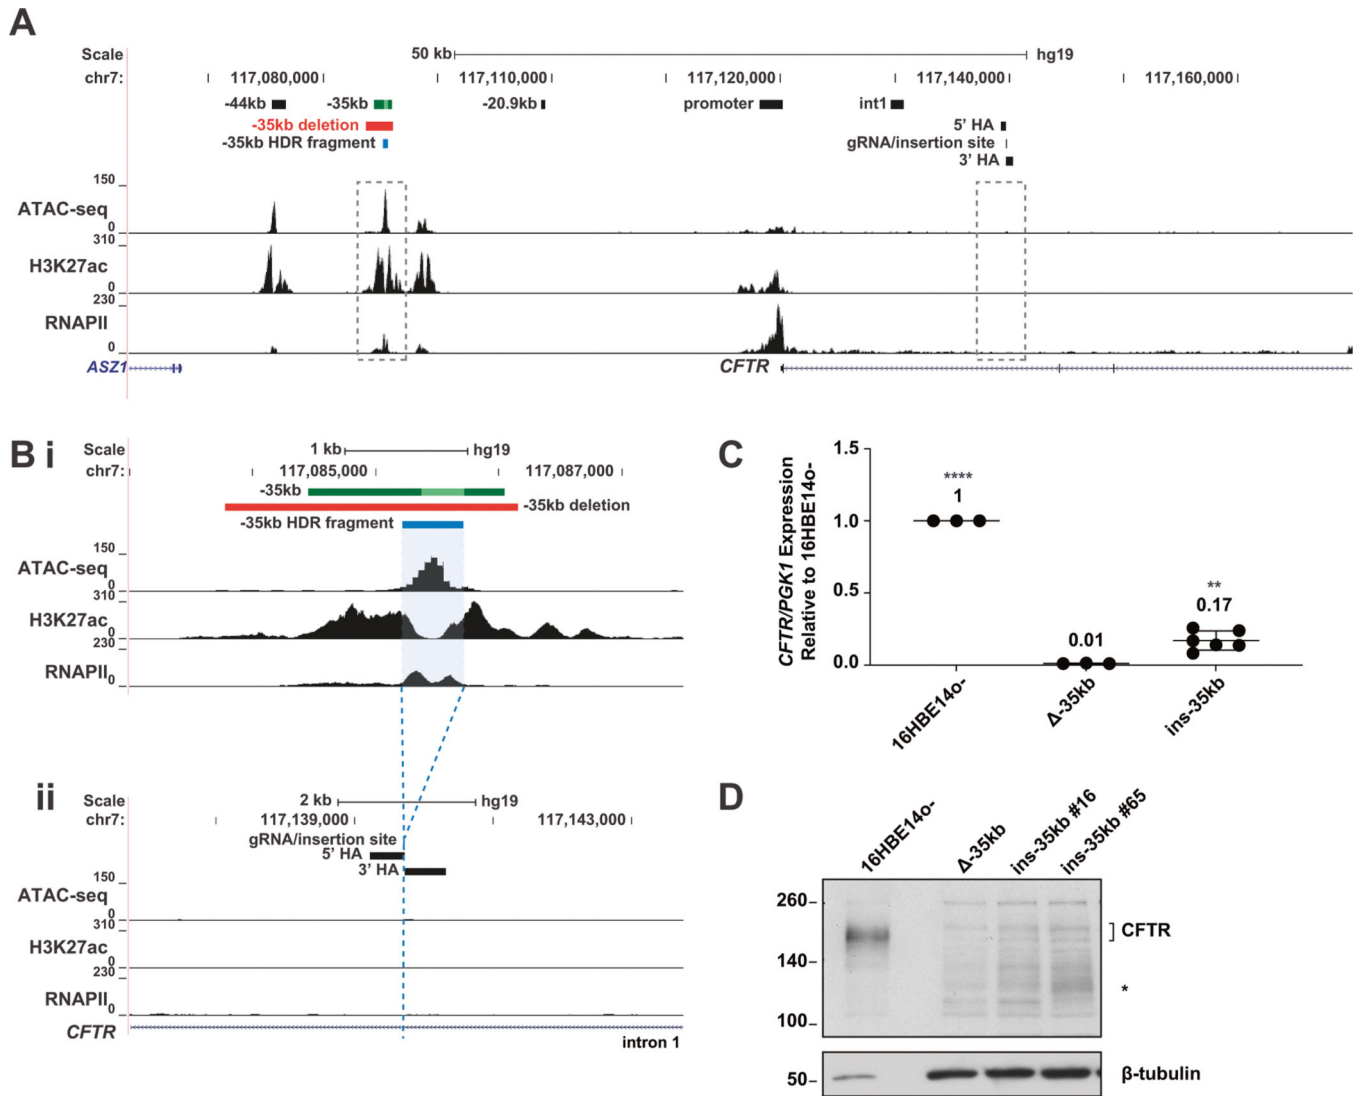 A
Scale 50 kb hg19
chr7: 117,080,000 117,110,000 117,120,000 117,140,000 117,160,000
-44kb -35kb -20.9kb promoter int1
-35kb deletion 5' HA
-35kb HDR fragment gRNA/insertion site
3' HA
150
ATAC-seq
0
310
H3K27ac
0
230
RNAPII
0
ASZ1 CFTR
B i
Scale 1 kb hg19
chr7: 117,085,000 117,087,000
-35kb
-35kb deletion
-35kb HDR fragment
150
ATAC-seq
0
310
H3K27ac
0
230
RNAPII
0
ii
Scale 2 kb hg19
chr7: 117,139,000 117,143,000
gRNA/insertion site
5' HA
3' HA
150
ATAC-seq
0
310
H3K27ac
0
230
RNAPII
0
CFTR
intron 1
C
CFTR/PGK1 Expression
Relative to 16HBE14o-
1.5
1.0
0.5
0.0
****
1
0.01
**
0.17
16HBE14o-
Δ-35kb
ins-35kb
D
16HBE14o-
Δ-35kb
ins-35kb #16
ins-35kb #65
260
140
100
CFTR
*
50
β-tubulin